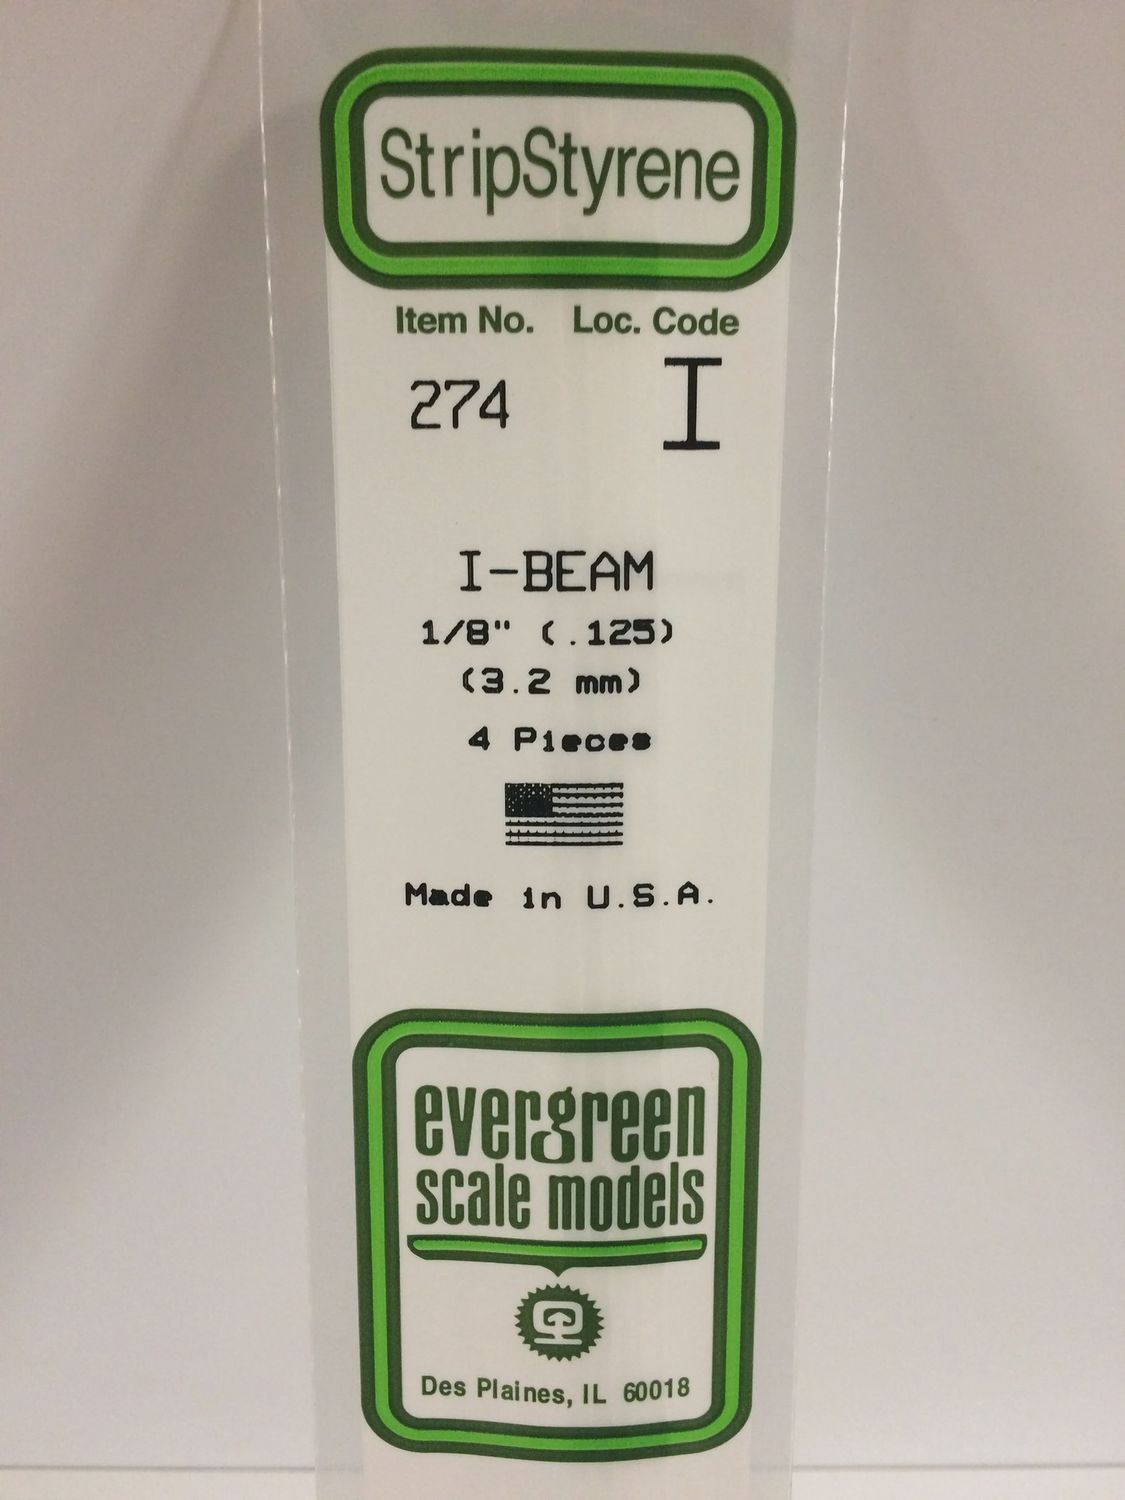 StripStyrene
Item No. Loc. Code
274 I
I-BEAM
1/8" (.125)
(3.2 mm)
4 Pieces
Made in U.S.A.
evergreen
scale models
Des Plaines, IL 60018